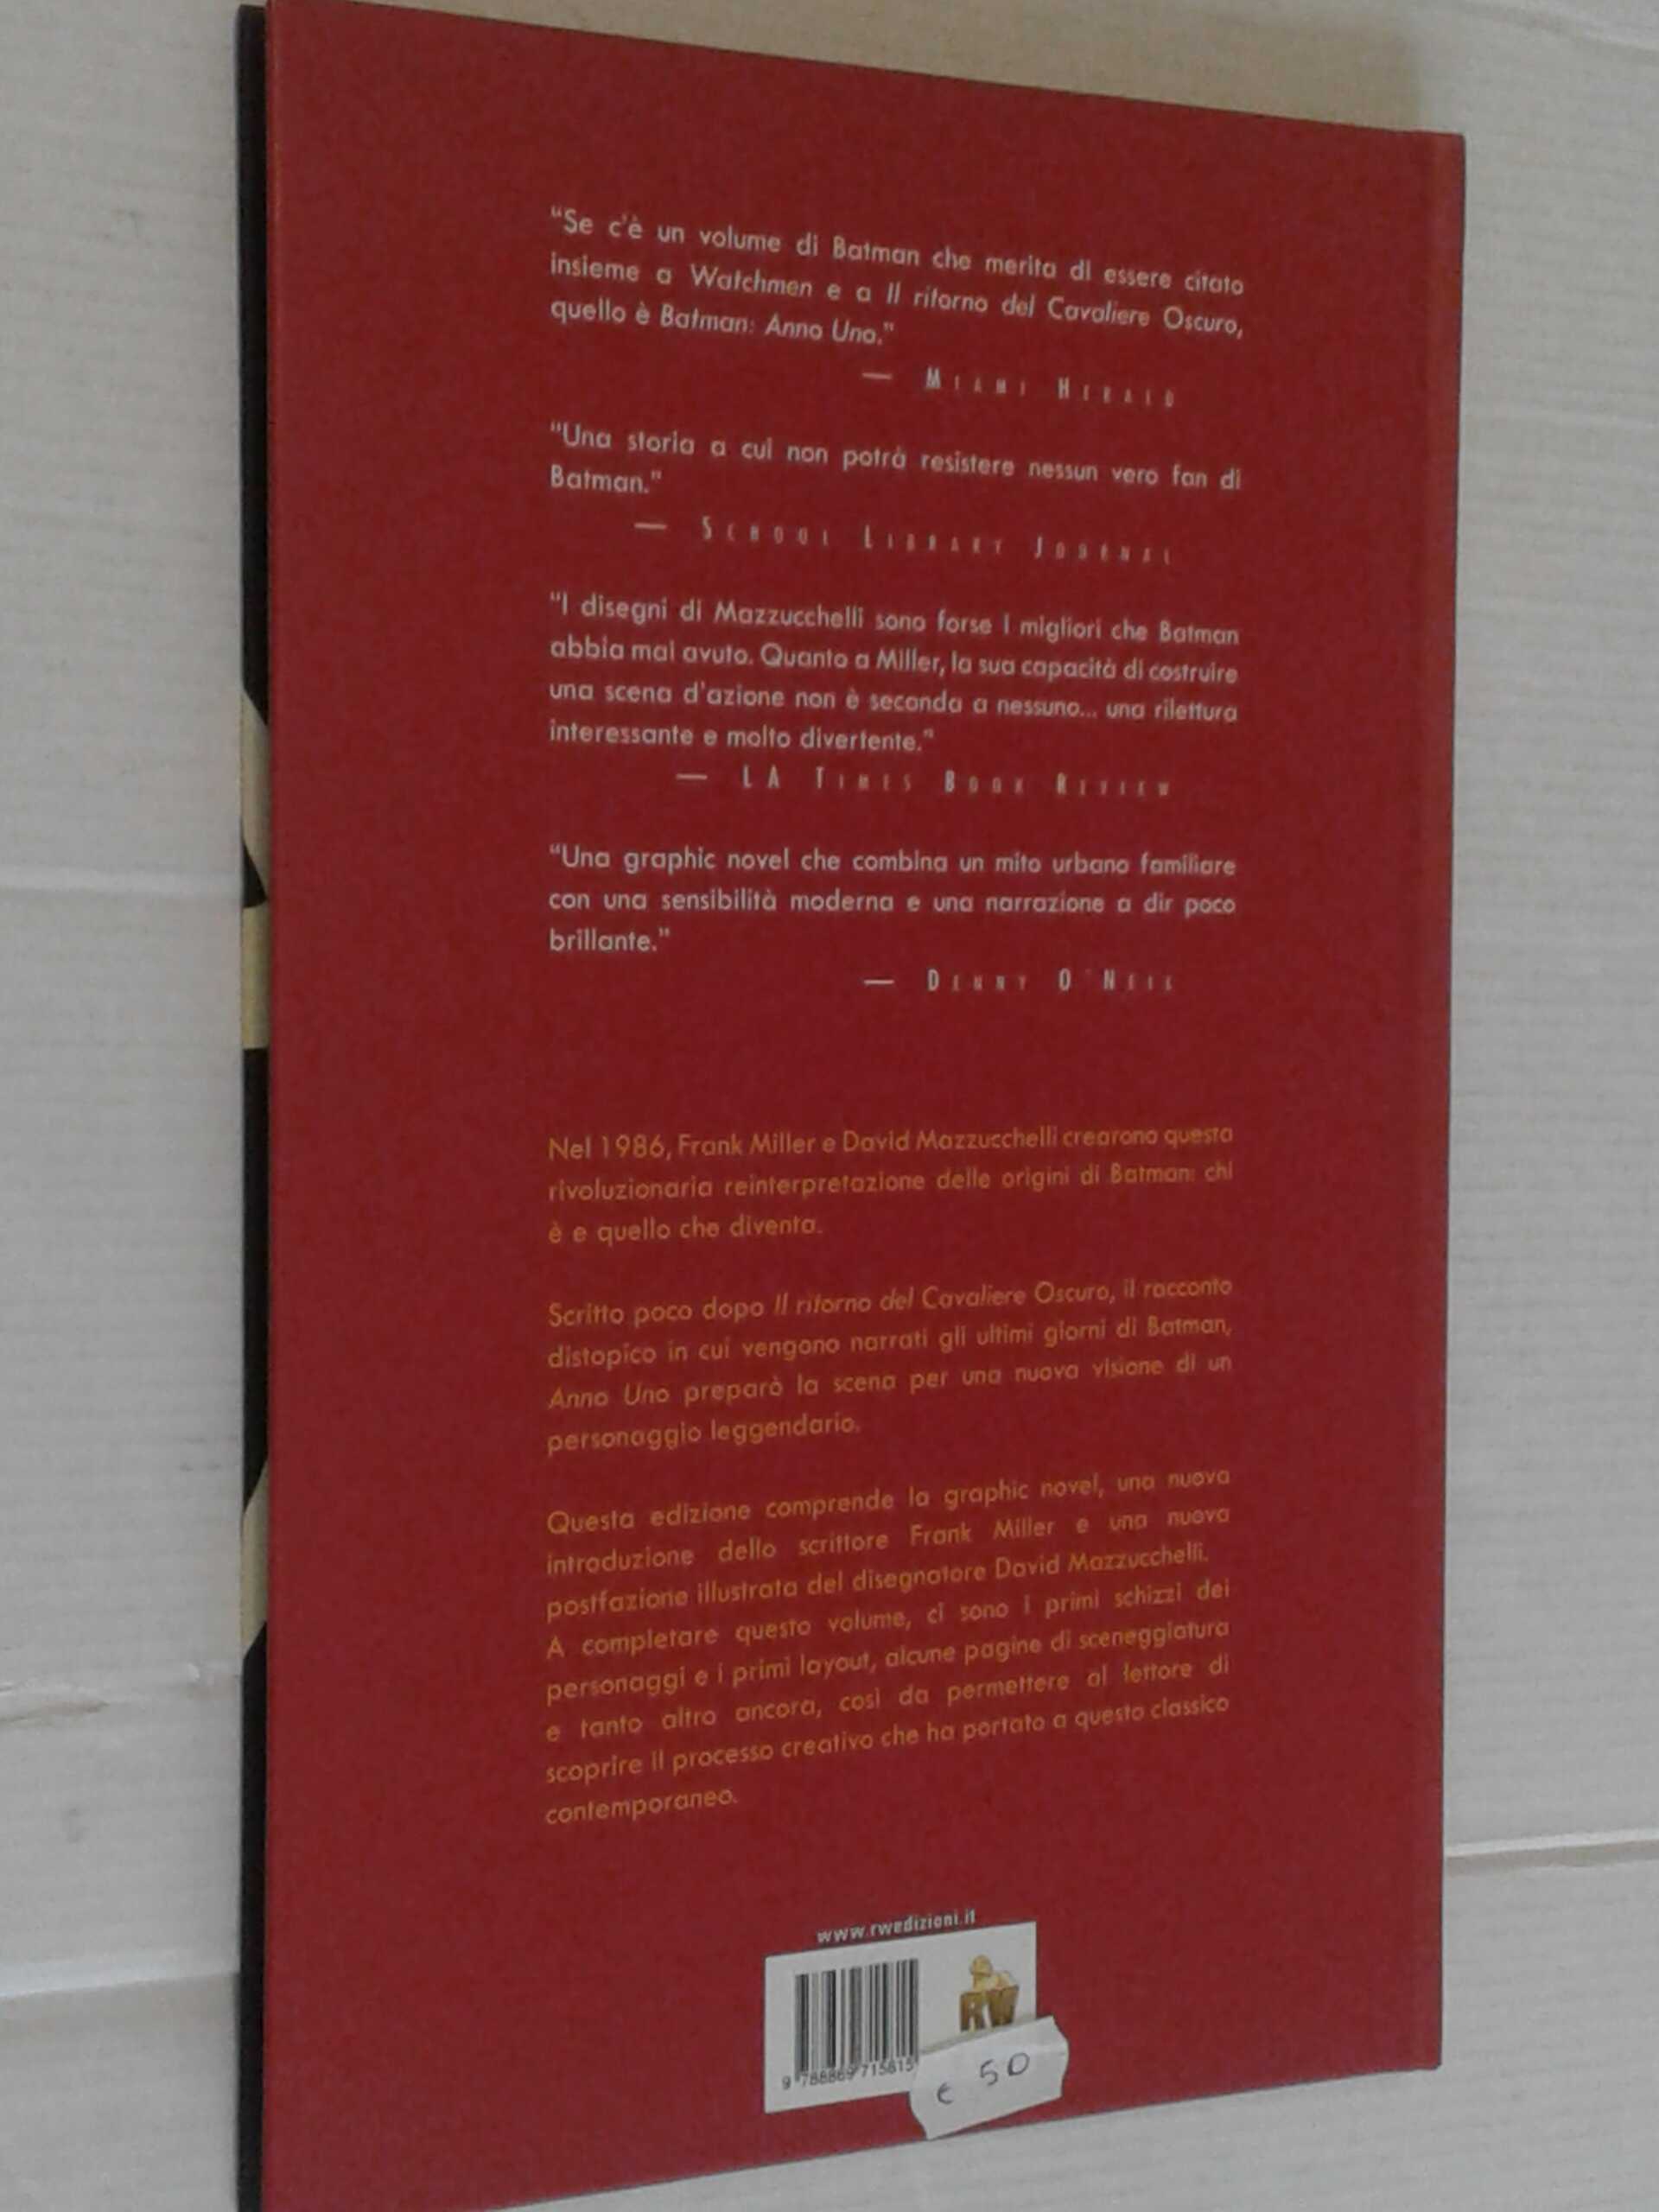 "Se c'è un volume di Batman che merita di essere citato
insieme a Watchmen e a Il ritorno del Cavaliere Oscuro,
quello è Batman: Anno Uno."
— MIAMI HERALD
"Una storia a cui non potrà resistere nessun vero fan di
Batman."
— SCHOOL LIBRARY JOURNAL
"I disegni di Mazzucchelli sono forse i migliori che Batman
abbia mai avuto. Quanto a Miller, la sua capacità di costruire
una scena d'azione non è seconda a nessuno... una rilettura
interessante e molto divertente."
— LA TIMES BOOK REVIEW
"Una graphic novel che combina un mito urbano familiare
con una sensibilità moderna e una narrazione a dir poco
brillante."
— DENNY O'NEIL
Nel 1986, Frank Miller e David Mazzucchelli crearono questa
rivoluzionaria reinterpretazione delle origini di Batman: chi
è e quello che diventa.
Scritto poco dopo Il ritorno del Cavaliere Oscuro, il racconto
distopico in cui vengono narrati gli ultimi giorni di Batman,
Anno Uno preparò la scena per una nuova visione di un
personaggio leggendario.
Questa edizione comprende la graphic novel, una nuova
introduzione dello scrittore Frank Miller e una nuova
postfazione illustrata del disegnatore David Mazzucchelli.
A completare questo volume, ci sono i primi schizzi dei
personaggi e i primi layout, alcune pagine di sceneggiatura
e tanto altro ancora, così da permettere al lettore di
scoprire il processo creativo che ha portato a questo classico
contemporaneo.
www.rwedizioni.it
RW
9 788869 715615
€ 50